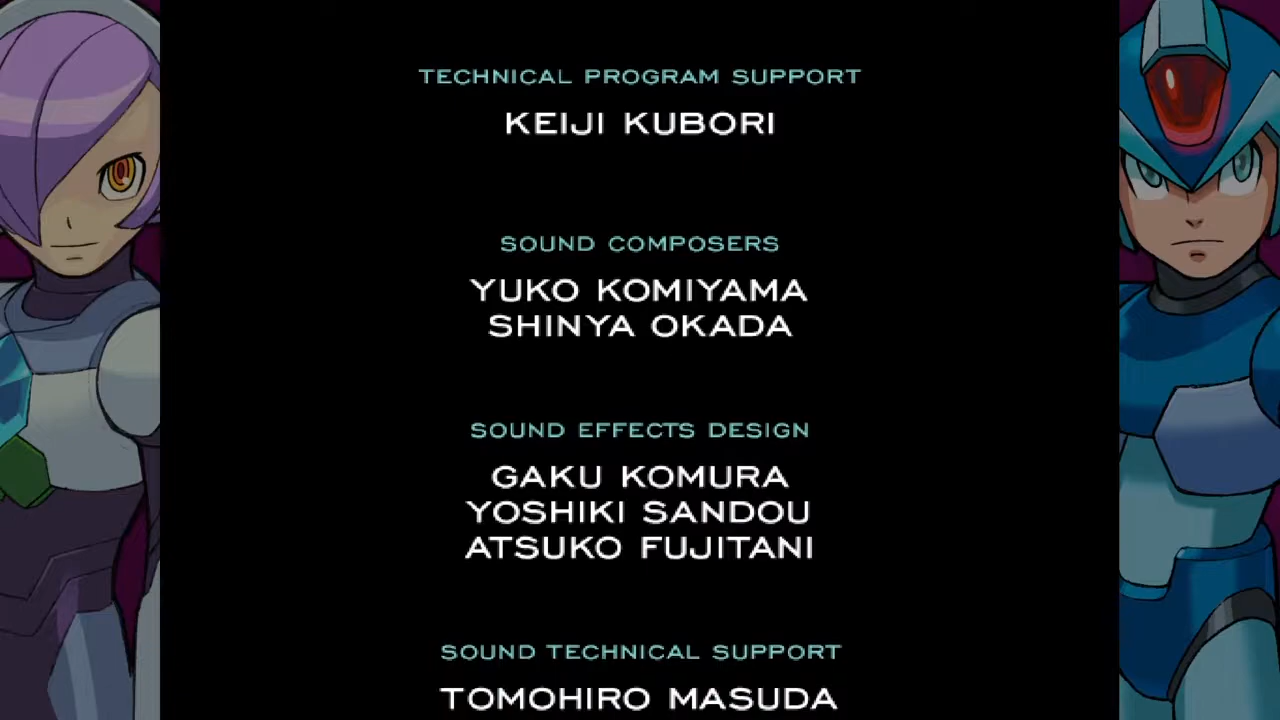 TECHNICAL PROGRAM SUPPORT
KEIJI KUBORI
SOUND COMPOSERS
YUKO KOMIYAMA
SHINYA OKADA
SOUND EFFECTS DESIGN
GAKU KOMURA
YOSHIKI SANDOU
ATSUKO FUJITANI
SOUND TECHNICAL SUPPORT
TOMOHIRO MASUDA